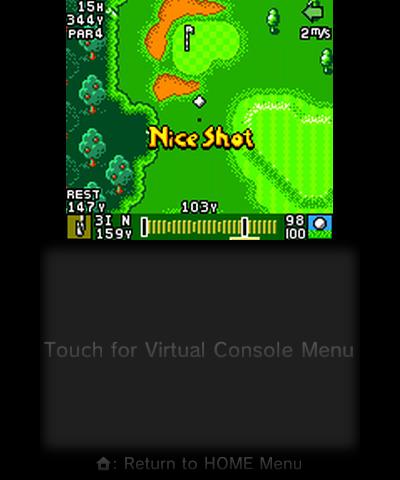 15H
344Y
PAR4
2m/s
Nice Shot
REST
147Y
103Y
3I N
159Y
98
100
Touch for Virtual Console Menu
: Return to HOME Menu